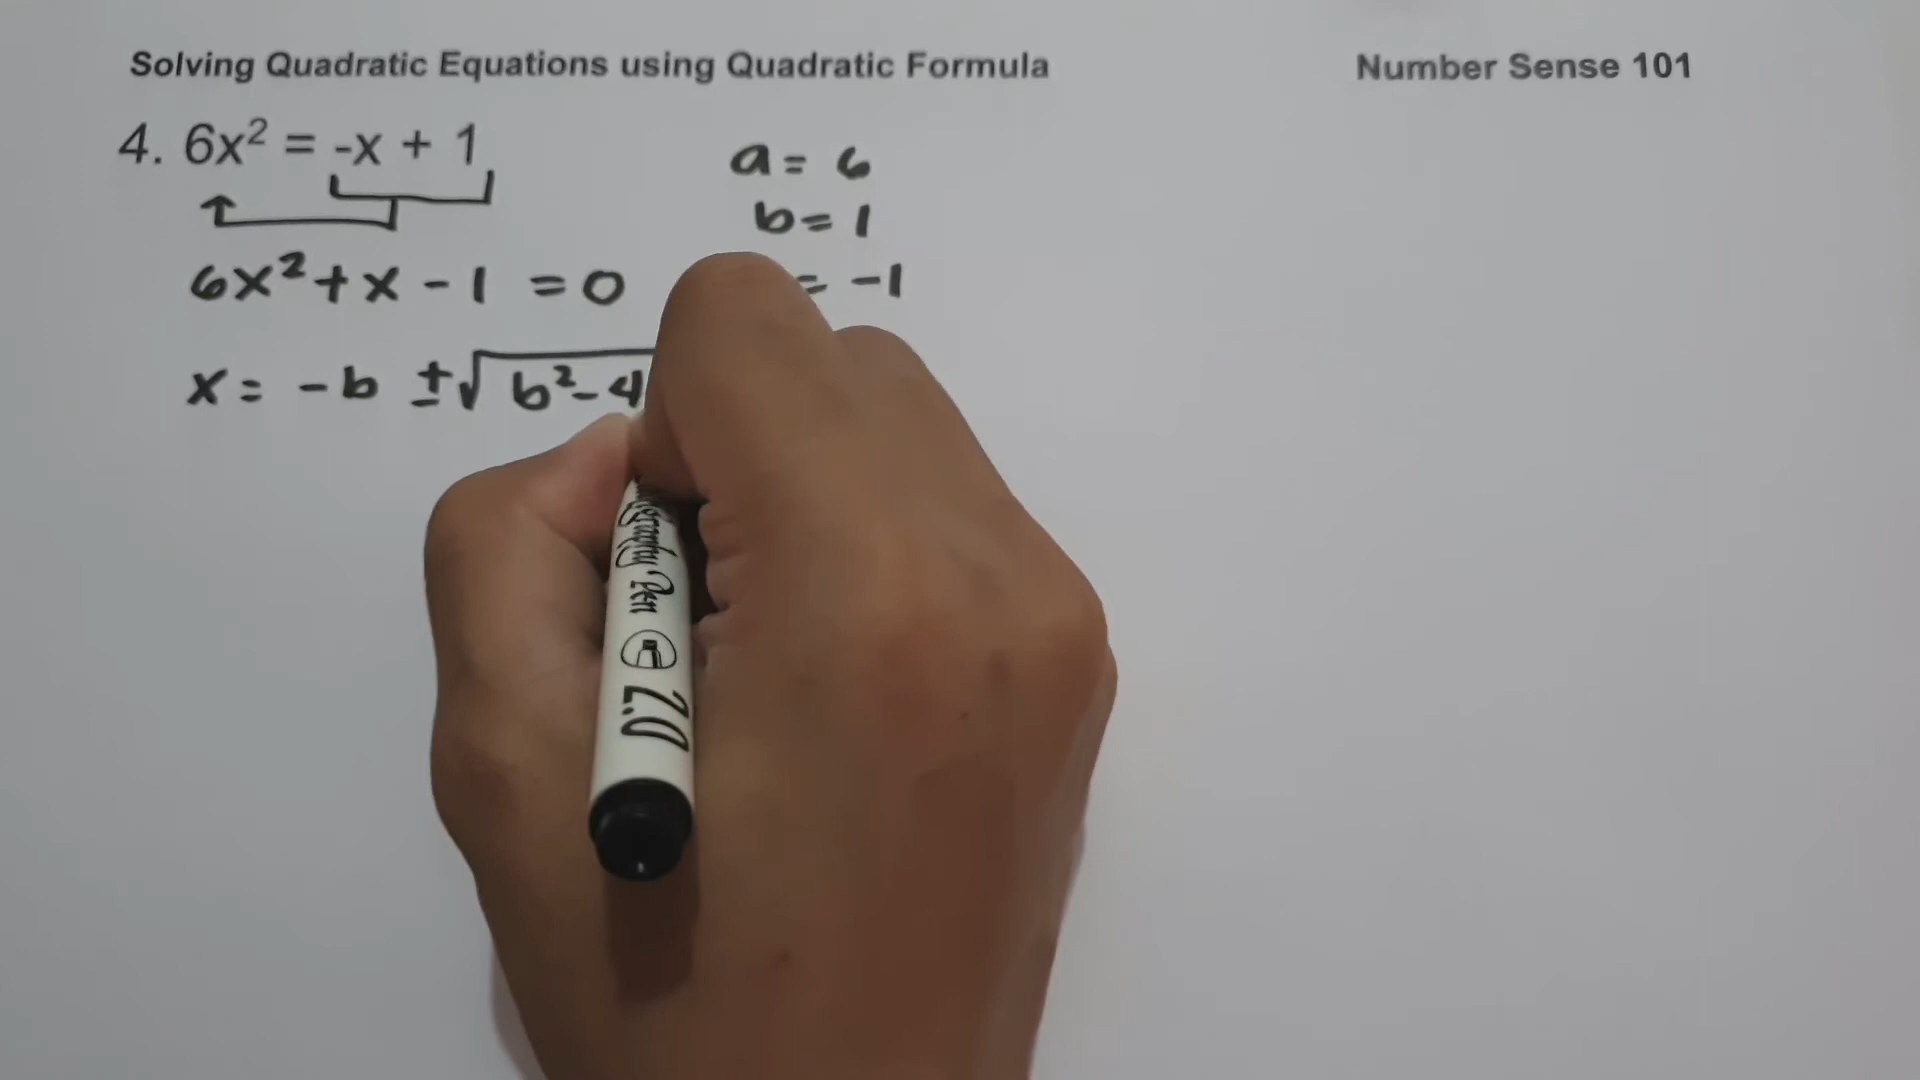 Solving Quadratic Equations using Quadratic Formula
Number Sense 101
4. 6x² = -x + 1
a = 6
b = 1
= -1
6x² + x - 1 = 0
x = -b ±√b²-4
Pen 2.0